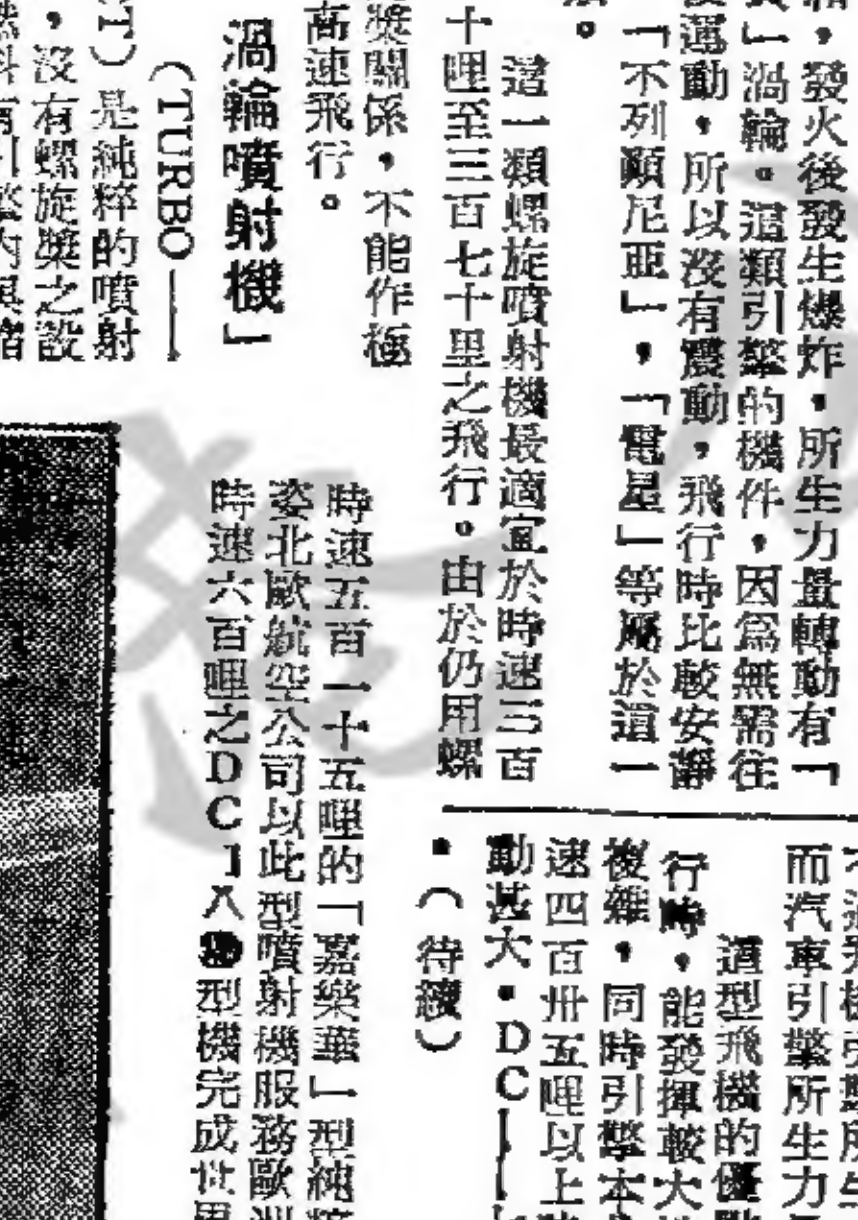 ，發火後發生爆炸，所生力量轉動有「
」渦輪。這類引擎的機件，因爲無需往
運動，所以沒有震動，飛行時比較安靜
「不列顚尼亞」，「電星」等屬於這一
。
這一類螺旋噴射機最適宜於時速三百
十哩至三百七十里之飛行。由於仍用螺
槳關係，不能作極
高速飛行。
渦輪噴射機」
（TURBO—
T）是純粹的噴射
，沒有螺旋槳之設
而汽車引擎所生力
這型飛機的優
行時，能發揮較大
複雜，同時引擎本
速四百卅五哩以上
動甚大。DC—
。（待續）
時速五百一十五哩的「嘉樂華」型純
姿北歐航空公司以此型噴射機服務歐洲
時速六百哩之DC 型機完成世界